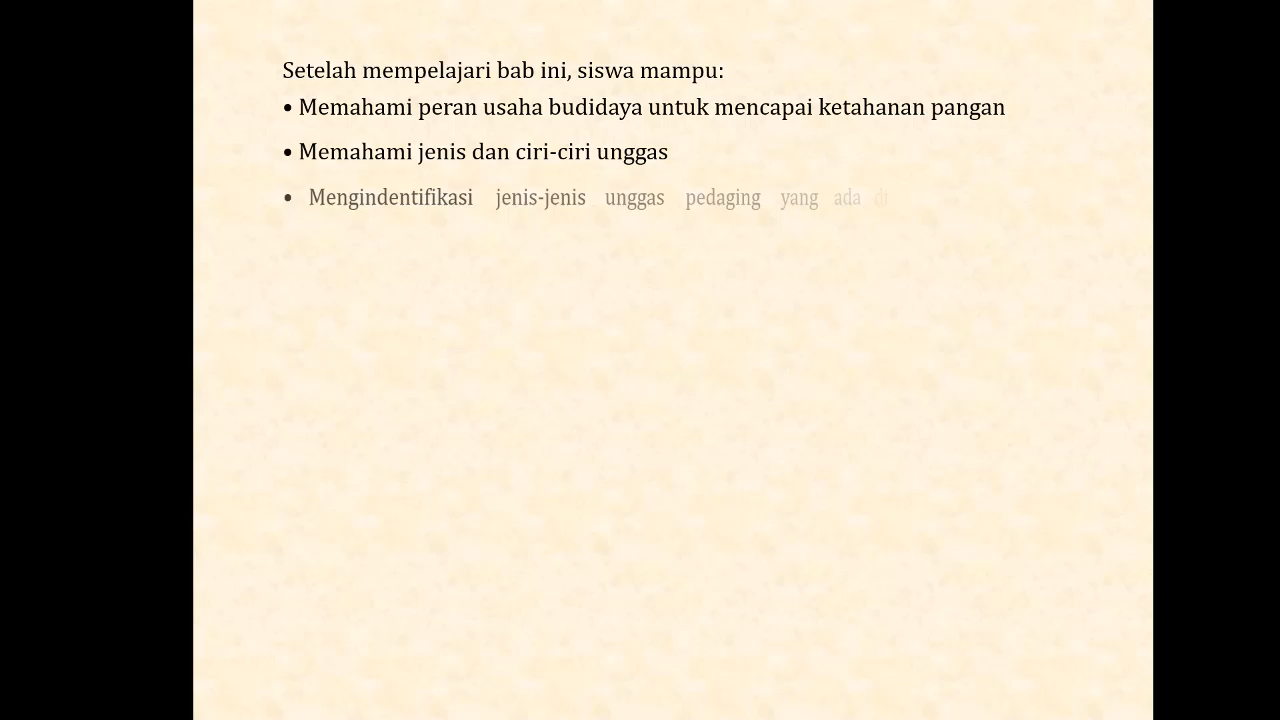 Setelah mempelajari bab ini, siswa mampu:
• Memahami peran usaha budidaya untuk mencapai ketahanan pangan
• Memahami jenis dan ciri-ciri unggas
• Mengindentifikasi jenis-jenis unggas pedaging yang ada